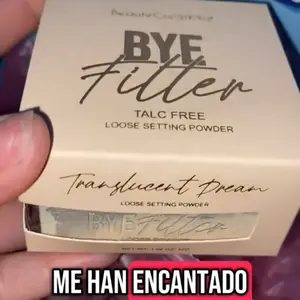 BYE
Filter
TALC FREE
LOOSE SETTING POWDER
Translucent Dream
LOOSE SETTING POWDER
BYE Filter
ME HAN ENCANTADO